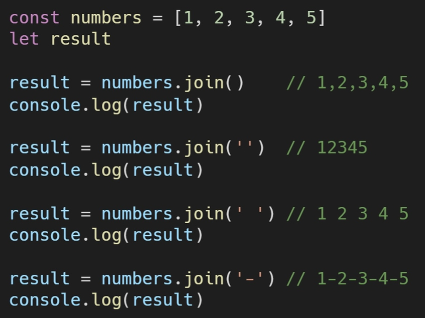 const numbers = [1, 2, 3, 4, 5]
let result
result = numbers.join()    // 1,2,3,4,5
console.log(result)
result = numbers.join('')  // 12345
console.log(result)
result = numbers.join(' ') // 1 2 3 4 5
console.log(result)
result = numbers.join('-') // 1-2-3-4-5
console.log(result)